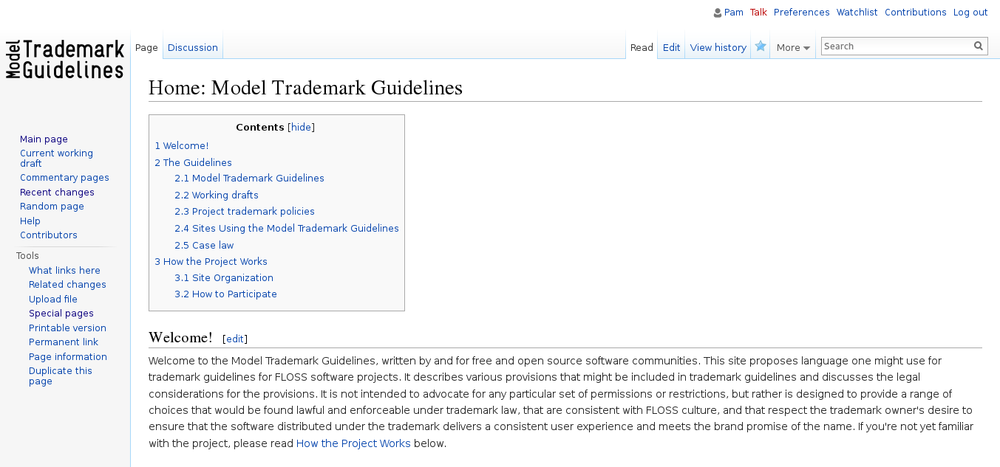 Pam Talk Preferences Watchlist Contributions Log out
Model Trademark Guidelines
Page Discussion Read Edit View history More Search
Home: Model Trademark Guidelines
Main page
Current working
draft
Commentary pages
Recent changes
Random page
Help
Contributors
Tools
What links here
Related changes
Upload file
Special pages
Printable version
Permanent link
Page information
Duplicate this
page
Contents [hide]
1 Welcome!
2 The Guidelines
2.1 Model Trademark Guidelines
2.2 Working drafts
2.3 Project trademark policies
2.4 Sites Using the Model Trademark Guidelines
2.5 Case law
3 How the Project Works
3.1 Site Organization
3.2 How to Participate
Welcome! [edit]
Welcome to the Model Trademark Guidelines, written by and for free and open source software communities. This site proposes language one might use for
trademark guidelines for FLOSS software projects. It describes various provisions that might be included in trademark guidelines and discusses the legal
considerations for the provisions. It is not intended to advocate for any particular set of permissions or restrictions, but rather is designed to provide a range of
choices that would be found lawful and enforceable under trademark law, that are consistent with FLOSS culture, and that respect the trademark owner's desire to
ensure that the software distributed under the trademark delivers a consistent user experience and meets the brand promise of the name. If you're not yet familiar
with the project, please read How the Project Works below.